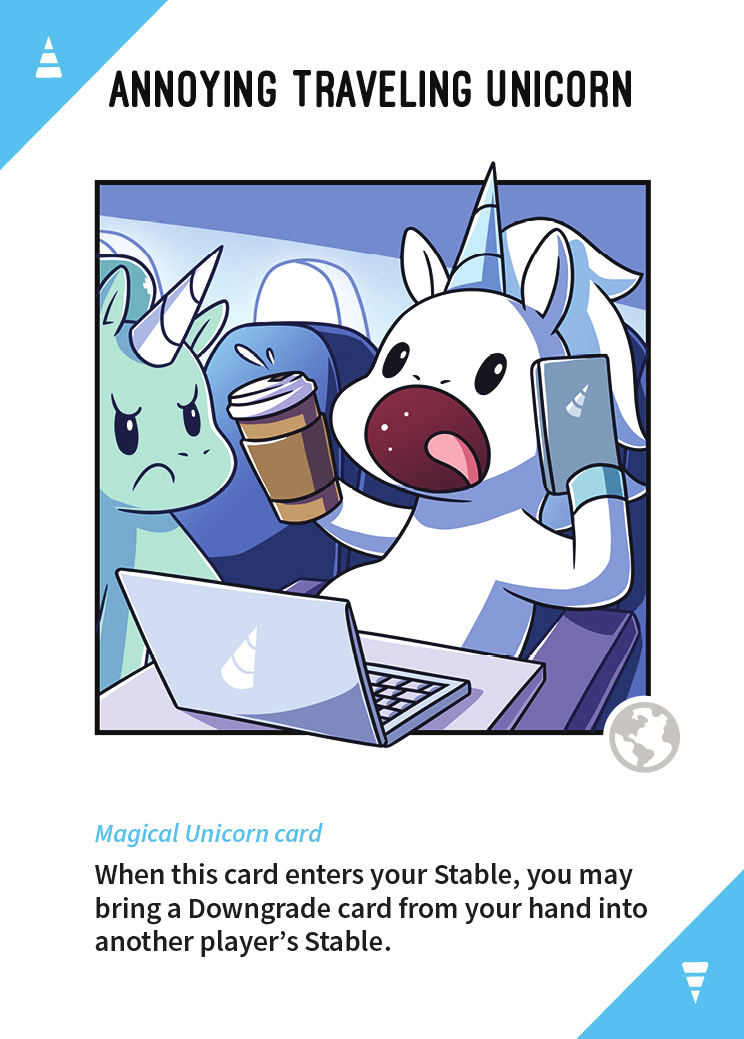 ANNOYING TRAVELING UNICORN
Magical Unicorn card
When this card enters your Stable, you may
bring a Downgrade card from your hand into
another player’s Stable.